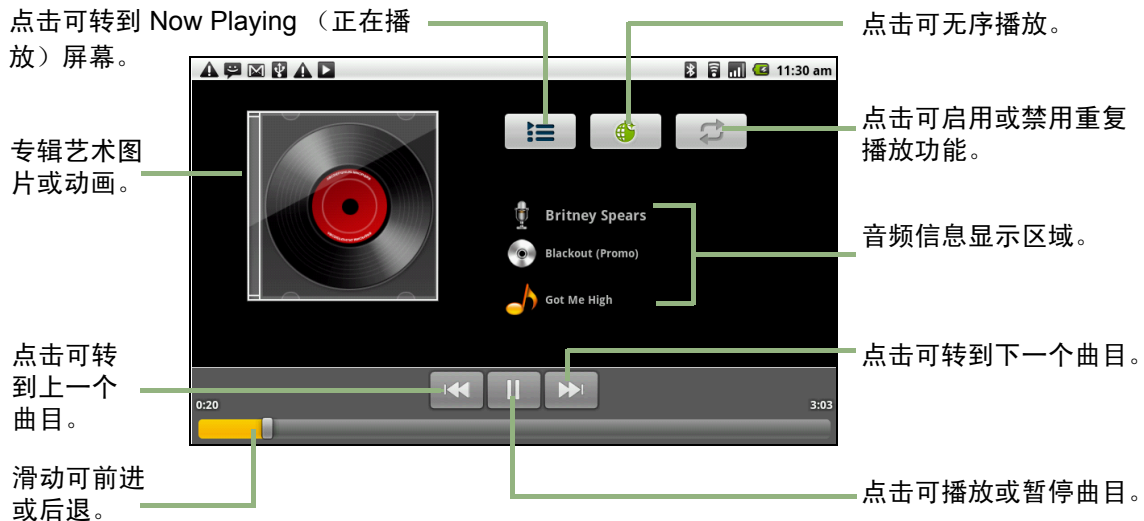 点击可转到 Now Playing （正在播
放）屏幕。
点击可无序播放。
11:30 am
点击可启用或禁用重复
播放功能。
专辑艺术图
片或动画。
Britney Spears
Blackout (Promo)
Got Me High
音频信息显示区域。
点击可转
到上一个
曲目。
点击可转到下一个曲目。
0:20
3:03
滑动可前进
或后退。
点击可播放或暂停曲目。